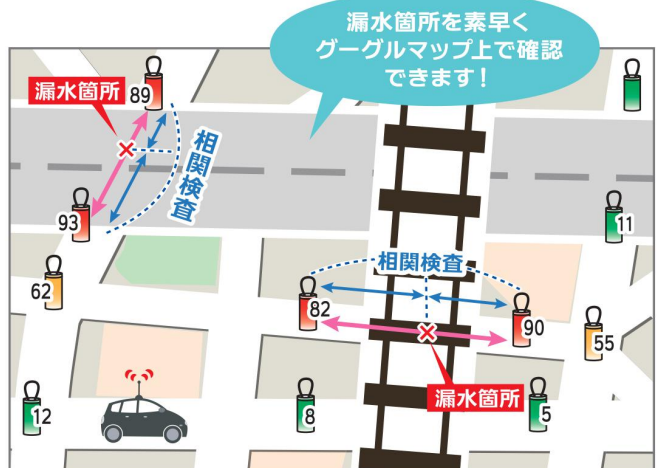 漏水箇所を素早く
グーグルマップ上で確認
できます!
漏水箇所
89
相関検査
93
11
62
相関検査
82
90
55
漏水箇所
12
8
5